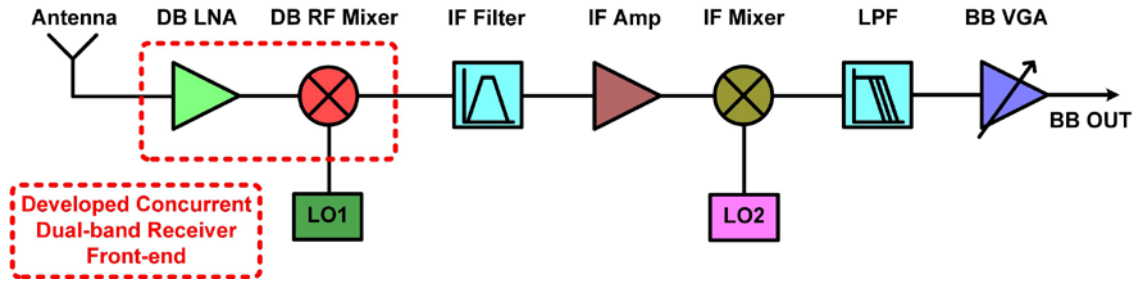 Antenna DB LNA DB RF Mixer IF Filter IF Amp IF Mixer LPF BB VGA
BB OUT
LO1 LO2
Developed Concurrent
Dual-band Receiver
Front-end